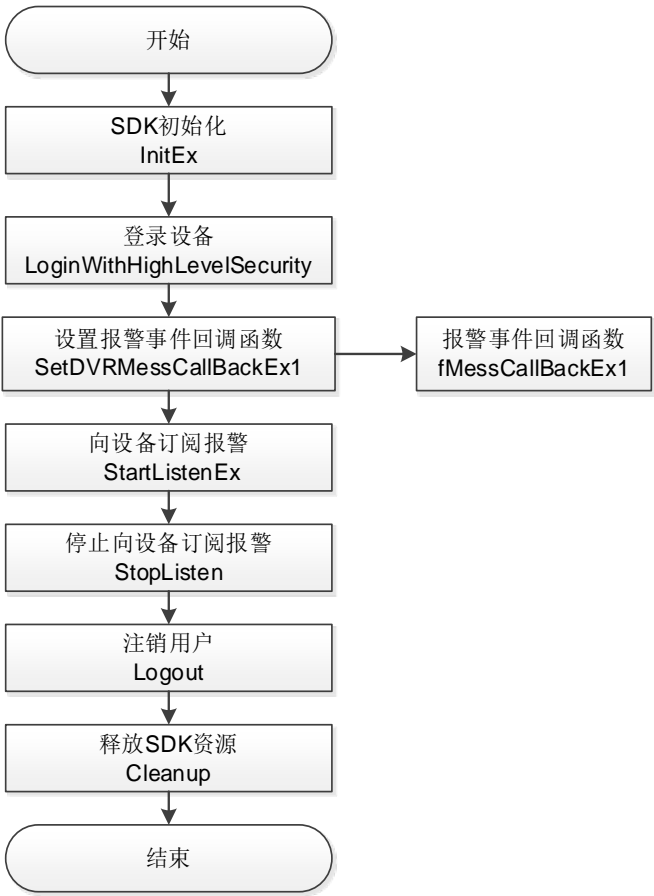 开始
SDK初始化
InitEx
登录设备
LoginWithHighLevelSecurity
设置报警事件回调函数
SetDVRMessCallBackEx1
报警事件回调函数
fMessCallBackEx1
向设备订阅报警
StartListenEx
停止向设备订阅报警
StopListen
注销用户
Logout
释放SDK资源
Cleanup
结束